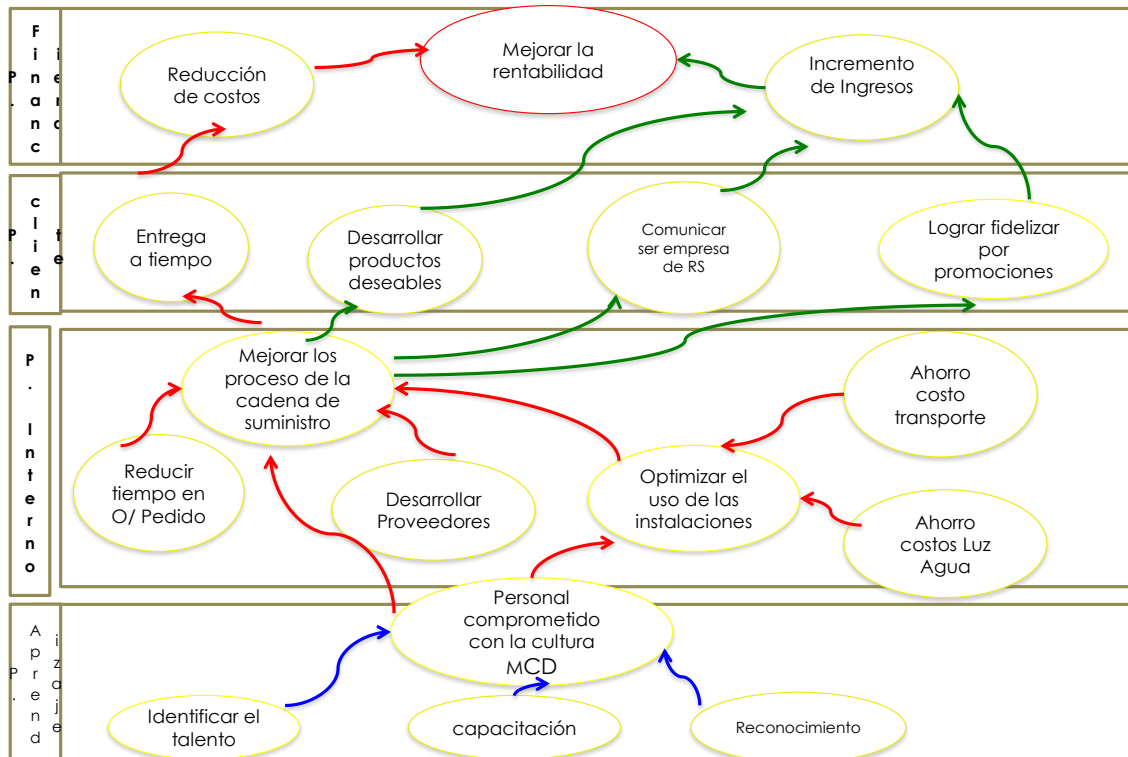 P. Financiero
Reducción
de costos
Mejorar la
rentabilidad
Incremento
de Ingresos
P. cliente
Entrega
a tiempo
Desarrollar
productos
deseables
Comunicar
ser empresa
de RS
Lograr fidelizar
por
promociones
P. Interno
Mejorar los
proceso de la
cadena de
suministro
Ahorro
costo
transporte
Reducir
tiempo en
O/ Pedido
Desarrollar
Proveedores
Optimizar el
uso de las
instalaciones
Ahorro
costos Luz
Agua
P. Aprendizaje
Personal
comprometido
con la cultura
MCD
Identificar el
talento
capacitación
Reconocimiento